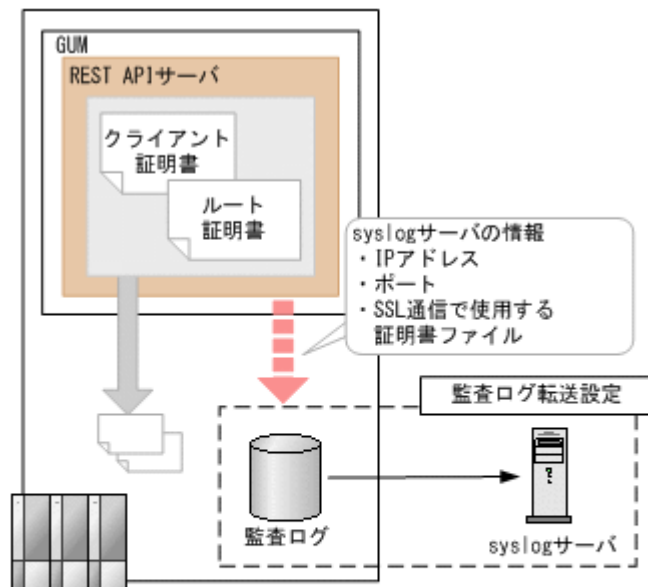 GUM
REST APIサーバ
クライアント
証明書
ルート
証明書
syslogサーバの情報
・IPアドレス
・ポート
・SSL通信で使用する
証明書ファイル
監査ログ転送設定
監査ログ
syslogサーバ